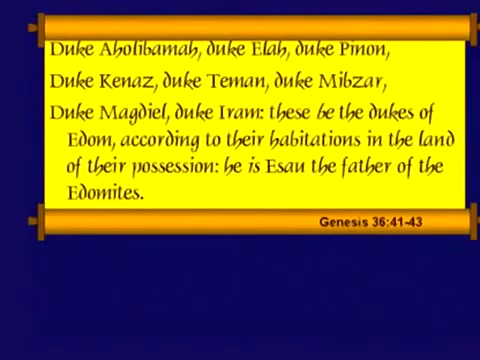 Duke Aholibamah, duke Elah, duke Pinon,
Duke Kenaz, duke Teman, duke Mibzar,
Duke Magdiel, duke Iram: these be the dukes of
Edom, according to their habitations in the land
of their possession: he is Esau the father of the
Edomites.
Genesis 36:41-43